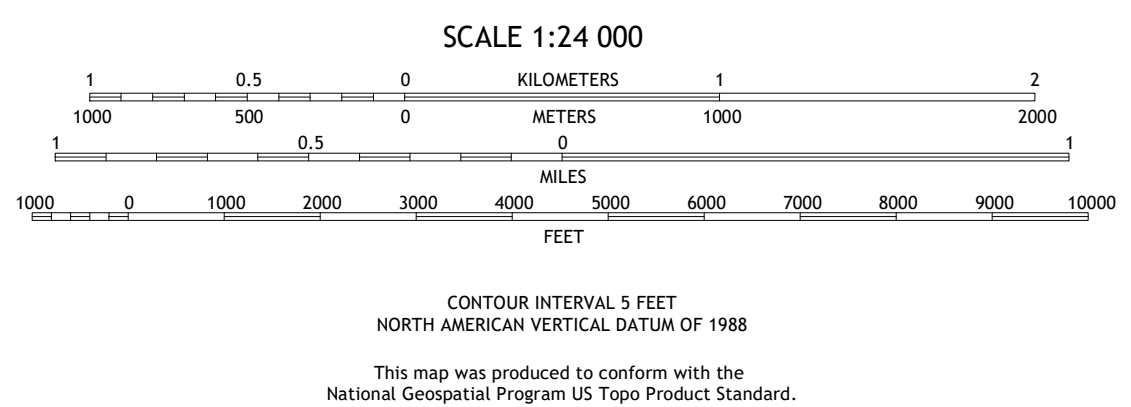 SCALE 1:24 000
1 0.5 0 KILOMETERS 1 2
1000 500 0 METERS 1000 2000
1 0.5 0 1
MILES
1000 0 1000 2000 3000 4000 5000 6000 7000 8000 9000 10000
FEET
CONTOUR INTERVAL 5 FEET
NORTH AMERICAN VERTICAL DATUM OF 1988
This map was produced to conform with the
National Geospatial Program US Topo Product Standard.